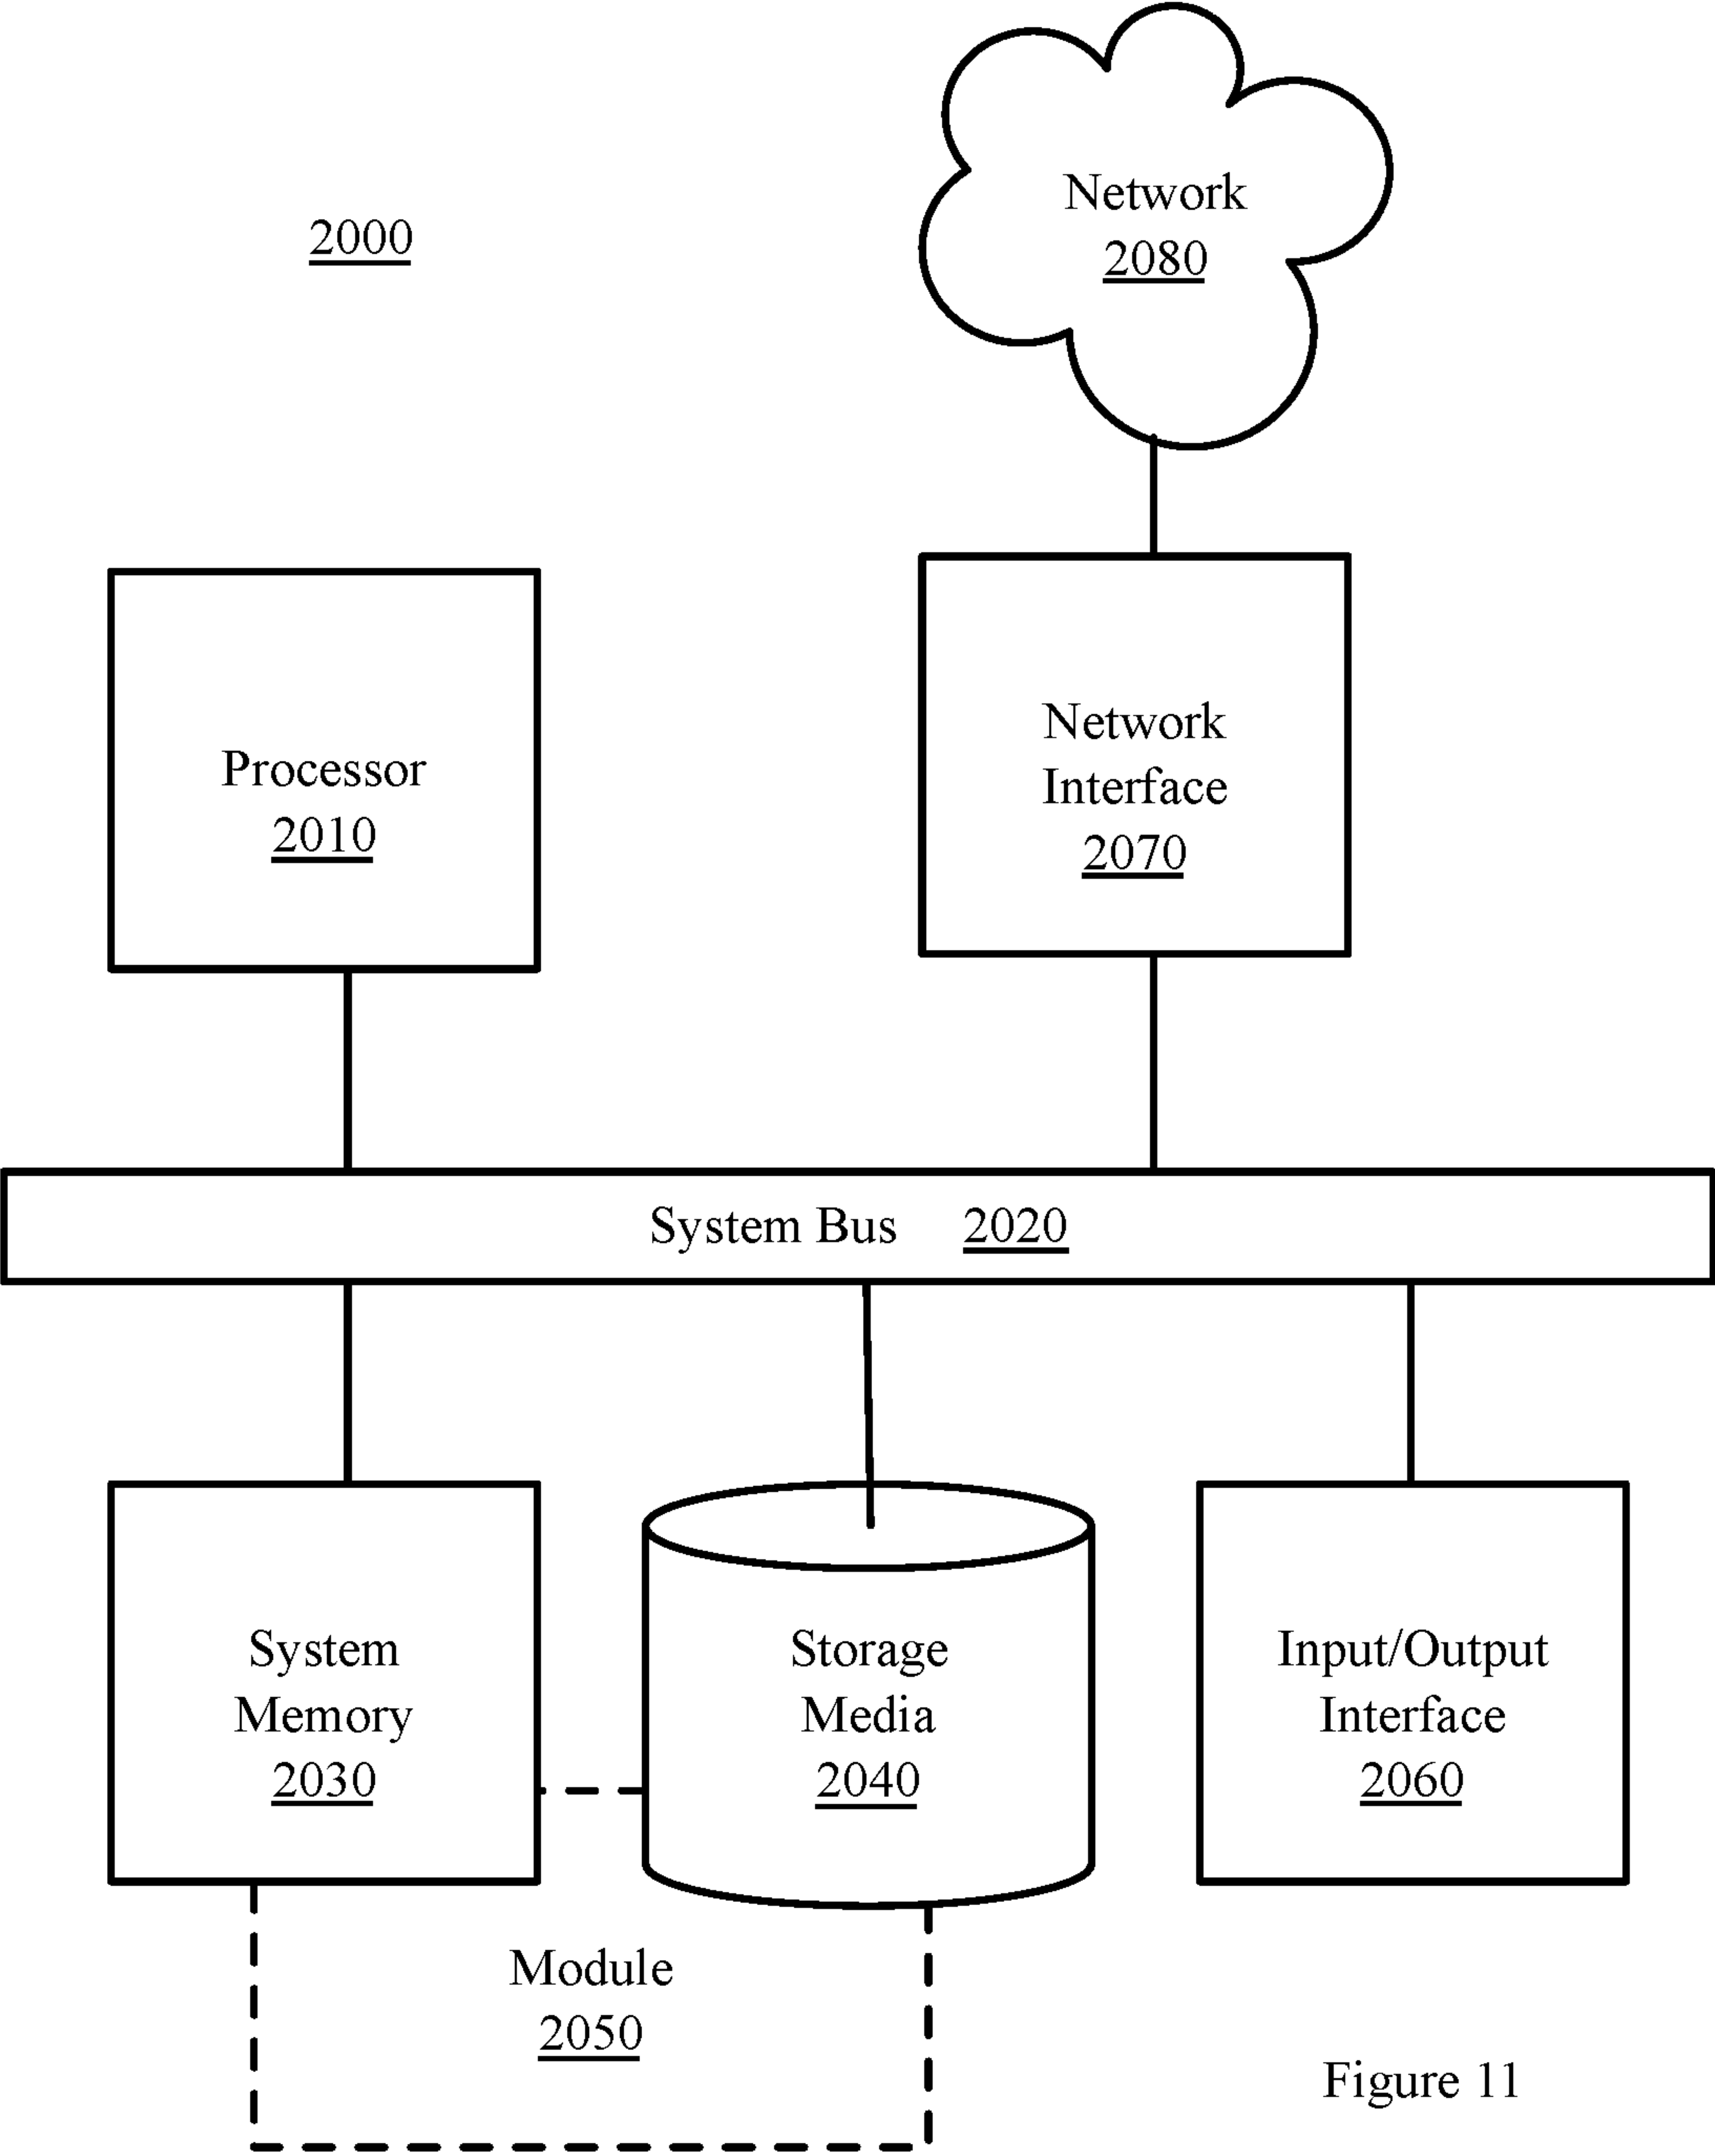 2000
Network
2080
Processor
2010
Network
Interface
2070
System Bus 2020
System
Memory
2030
Storage
Media
2040
Input/Output
Interface
2060
Module
2050
Figure 11